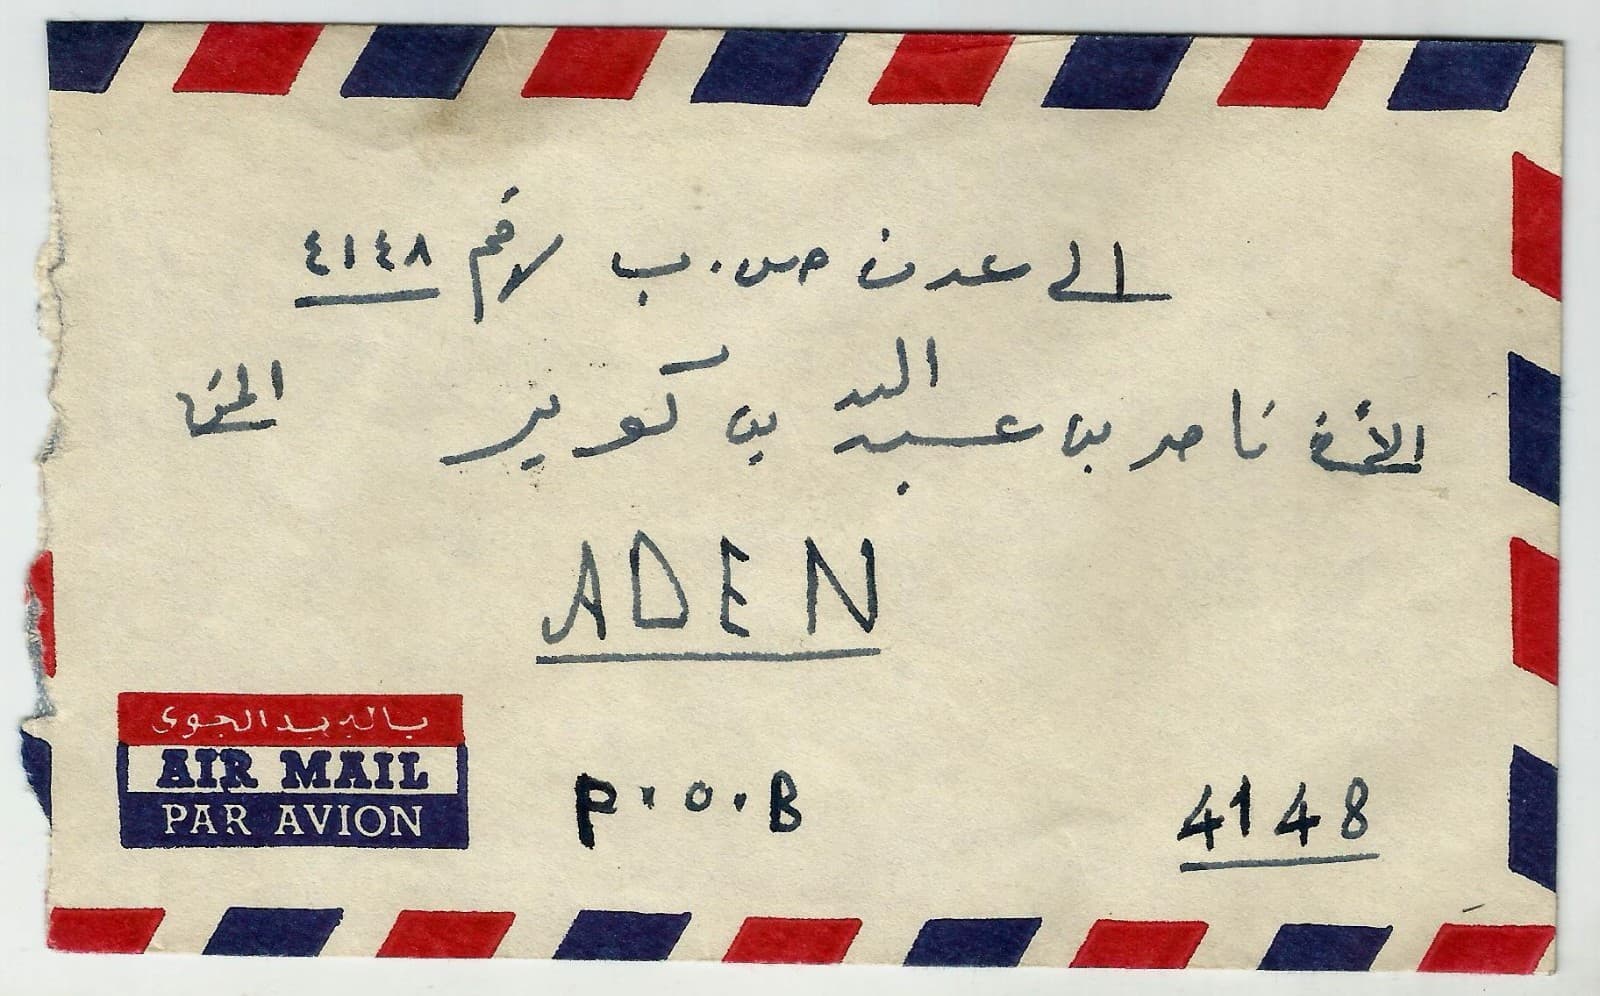 الى عدن ص.ب رقم ٤١٤٨
الأخ ناصر بن عبد الله بن كوير
ADEN
بالبريد الجوى
AIR MAIL
PAR AVION
P.O.B 4148